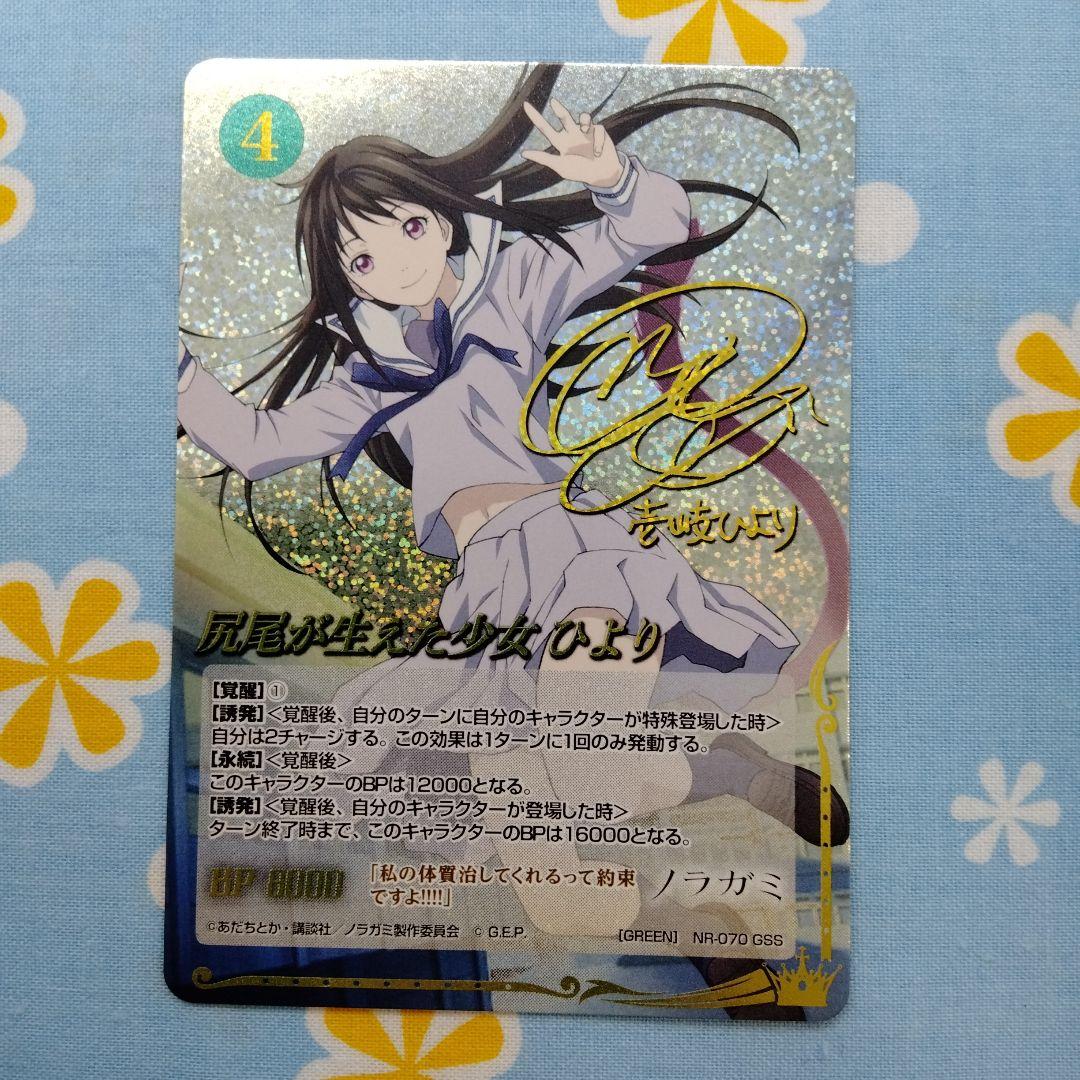 4
壱岐ひより
尻尾が生えた少女 ひより
[覚醒]①
[誘発]<覚醒後、自分のターンに自分のキャラクターが特殊登場した時>
自分は2チャージする。この効果は1ターンに1回のみ発動する。
[永続]<覚醒後>
このキャラクターのBPは12000となる。
[誘発]<覚醒後、自分のキャラクターが登場した時>
ターン終了時まで、このキャラクターのBPは16000となる。
BP 8000
「私の体質治してくれるって約束
ですよ!!!!」
ノラガミ
©あだちとか・講談社/ノラガミ製作委員会 © G.E.P.
[GREEN] NR-070 GSS